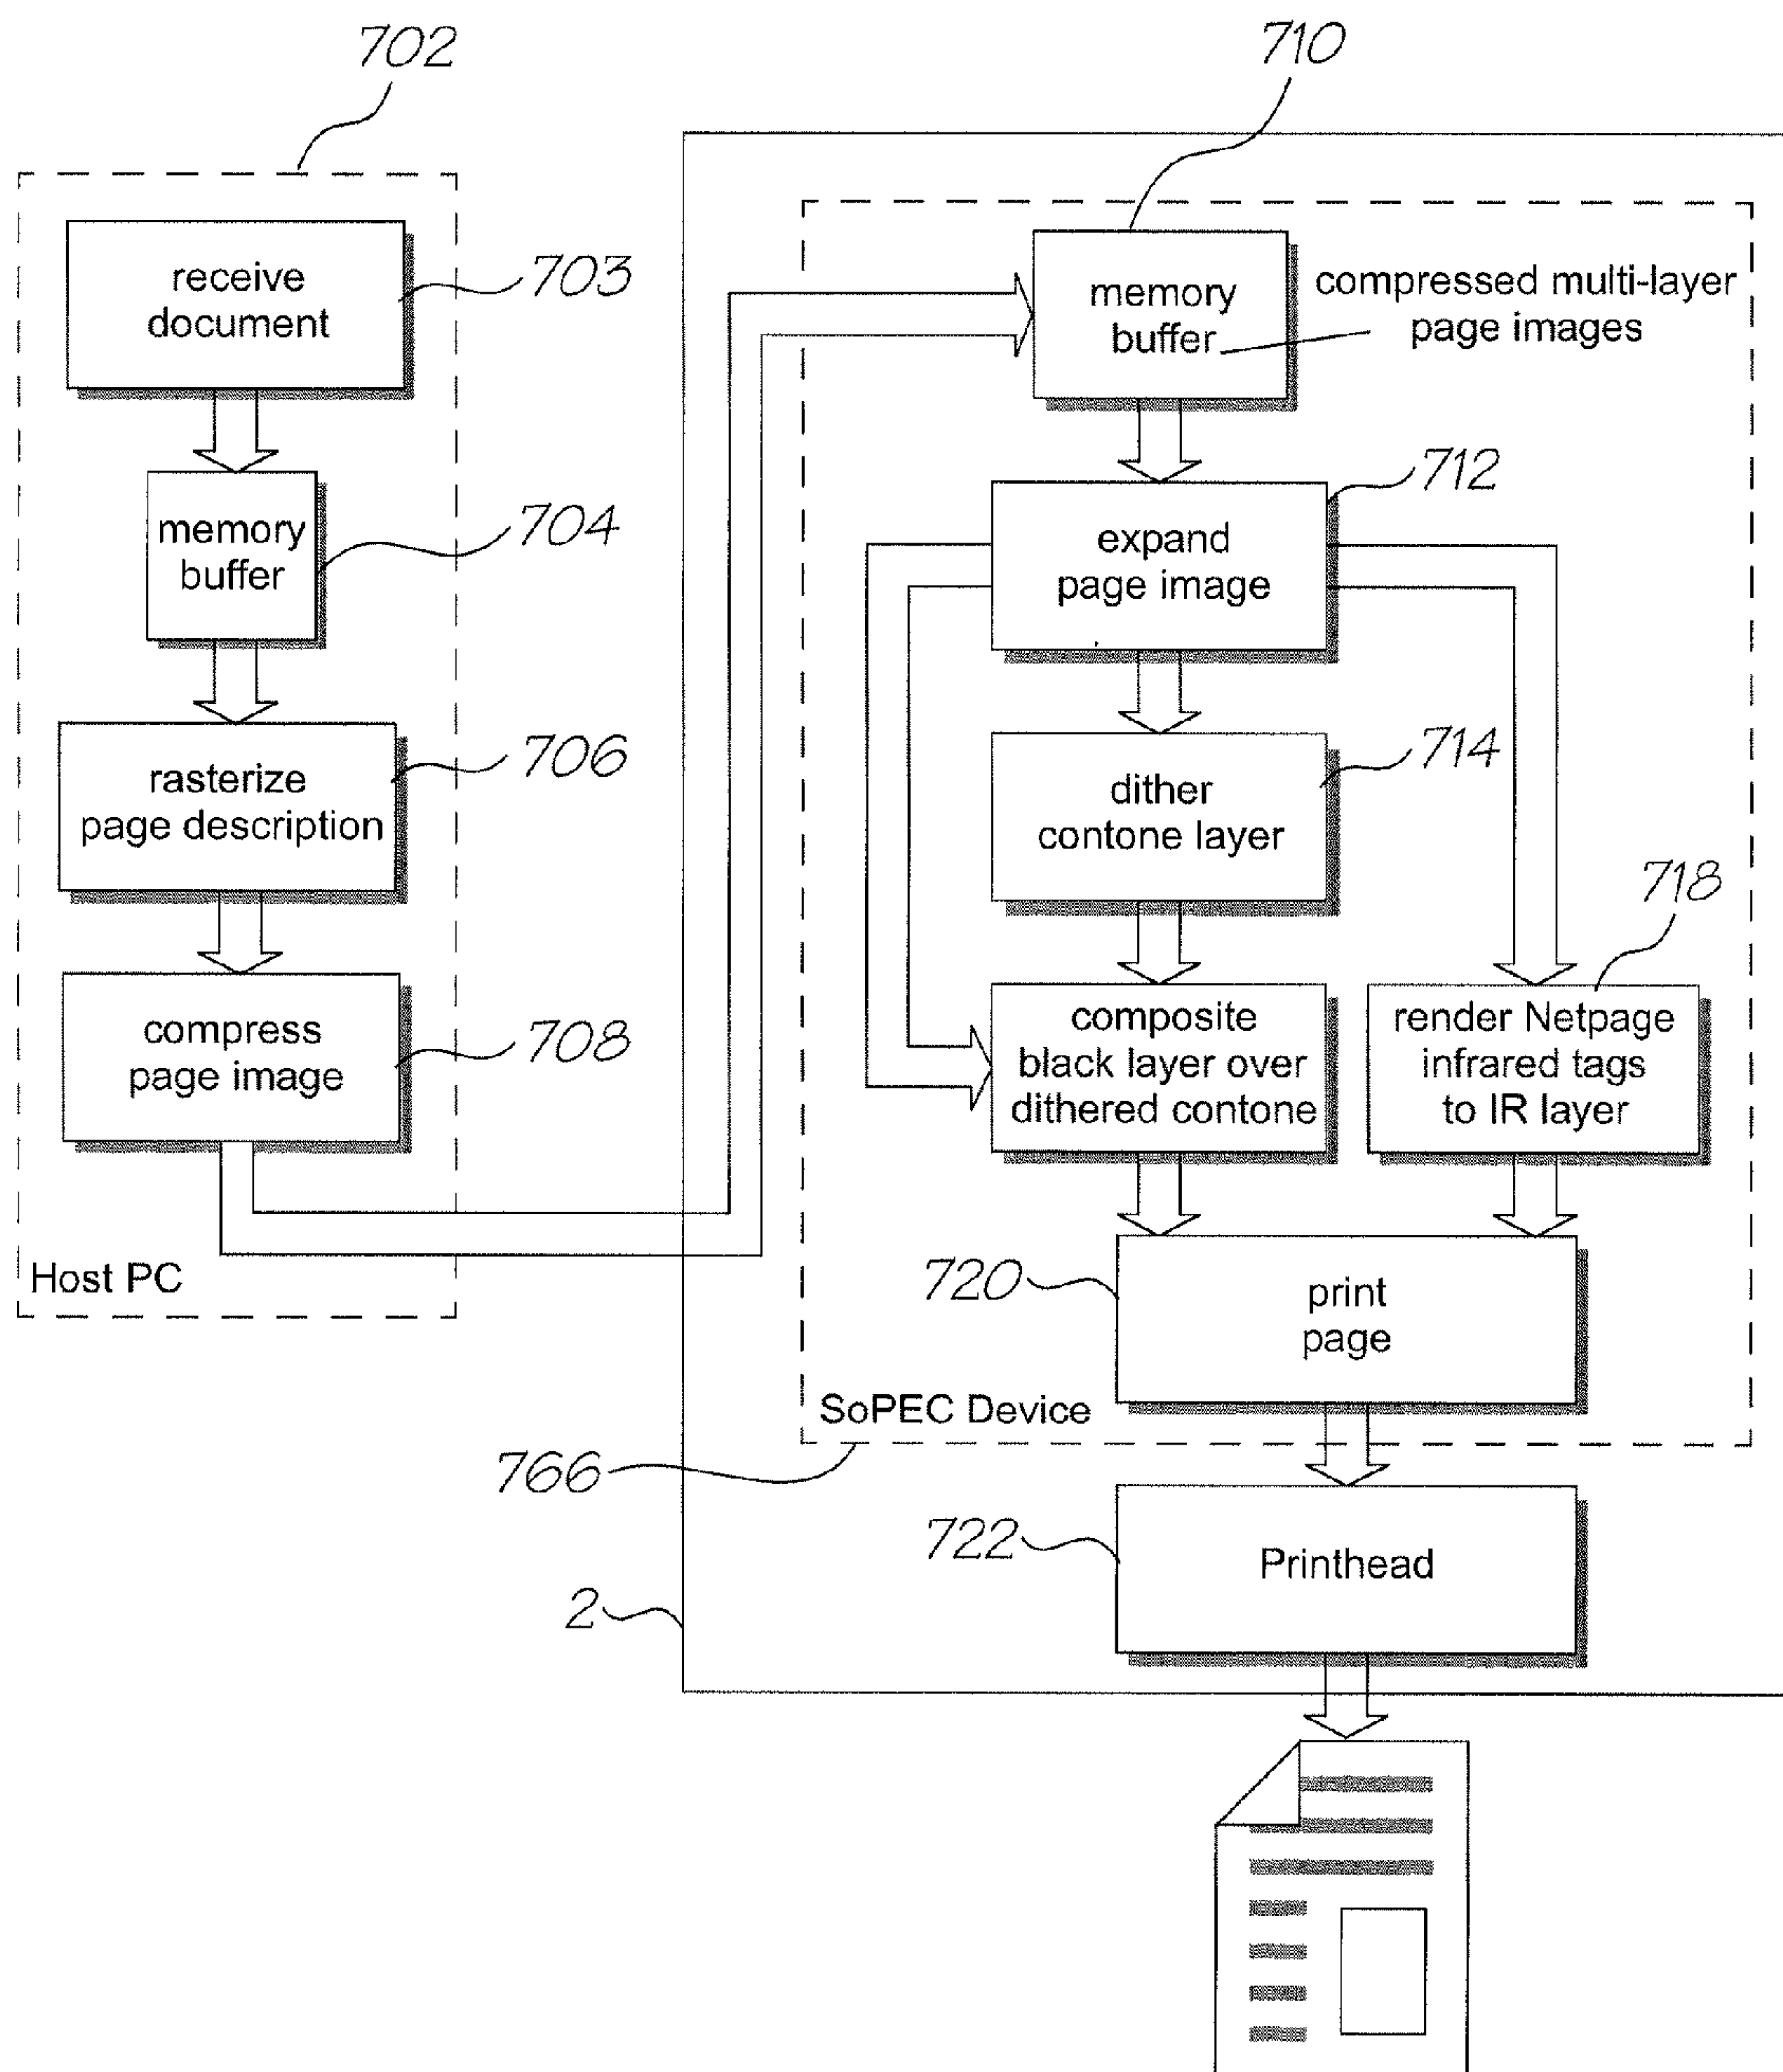 702
receive
document
703
memory
buffer
704
rasterize
page description
706
compress
page image
708
Host PC
710
memory
buffer
compressed multi-layer
page images
expand
page image
712
dither
contone layer
714
composite
black layer over
dithered contone
718
render Netpage
infrared tags
to IR layer
720
print
page
SoPEC Device
766
722
Printhead
2